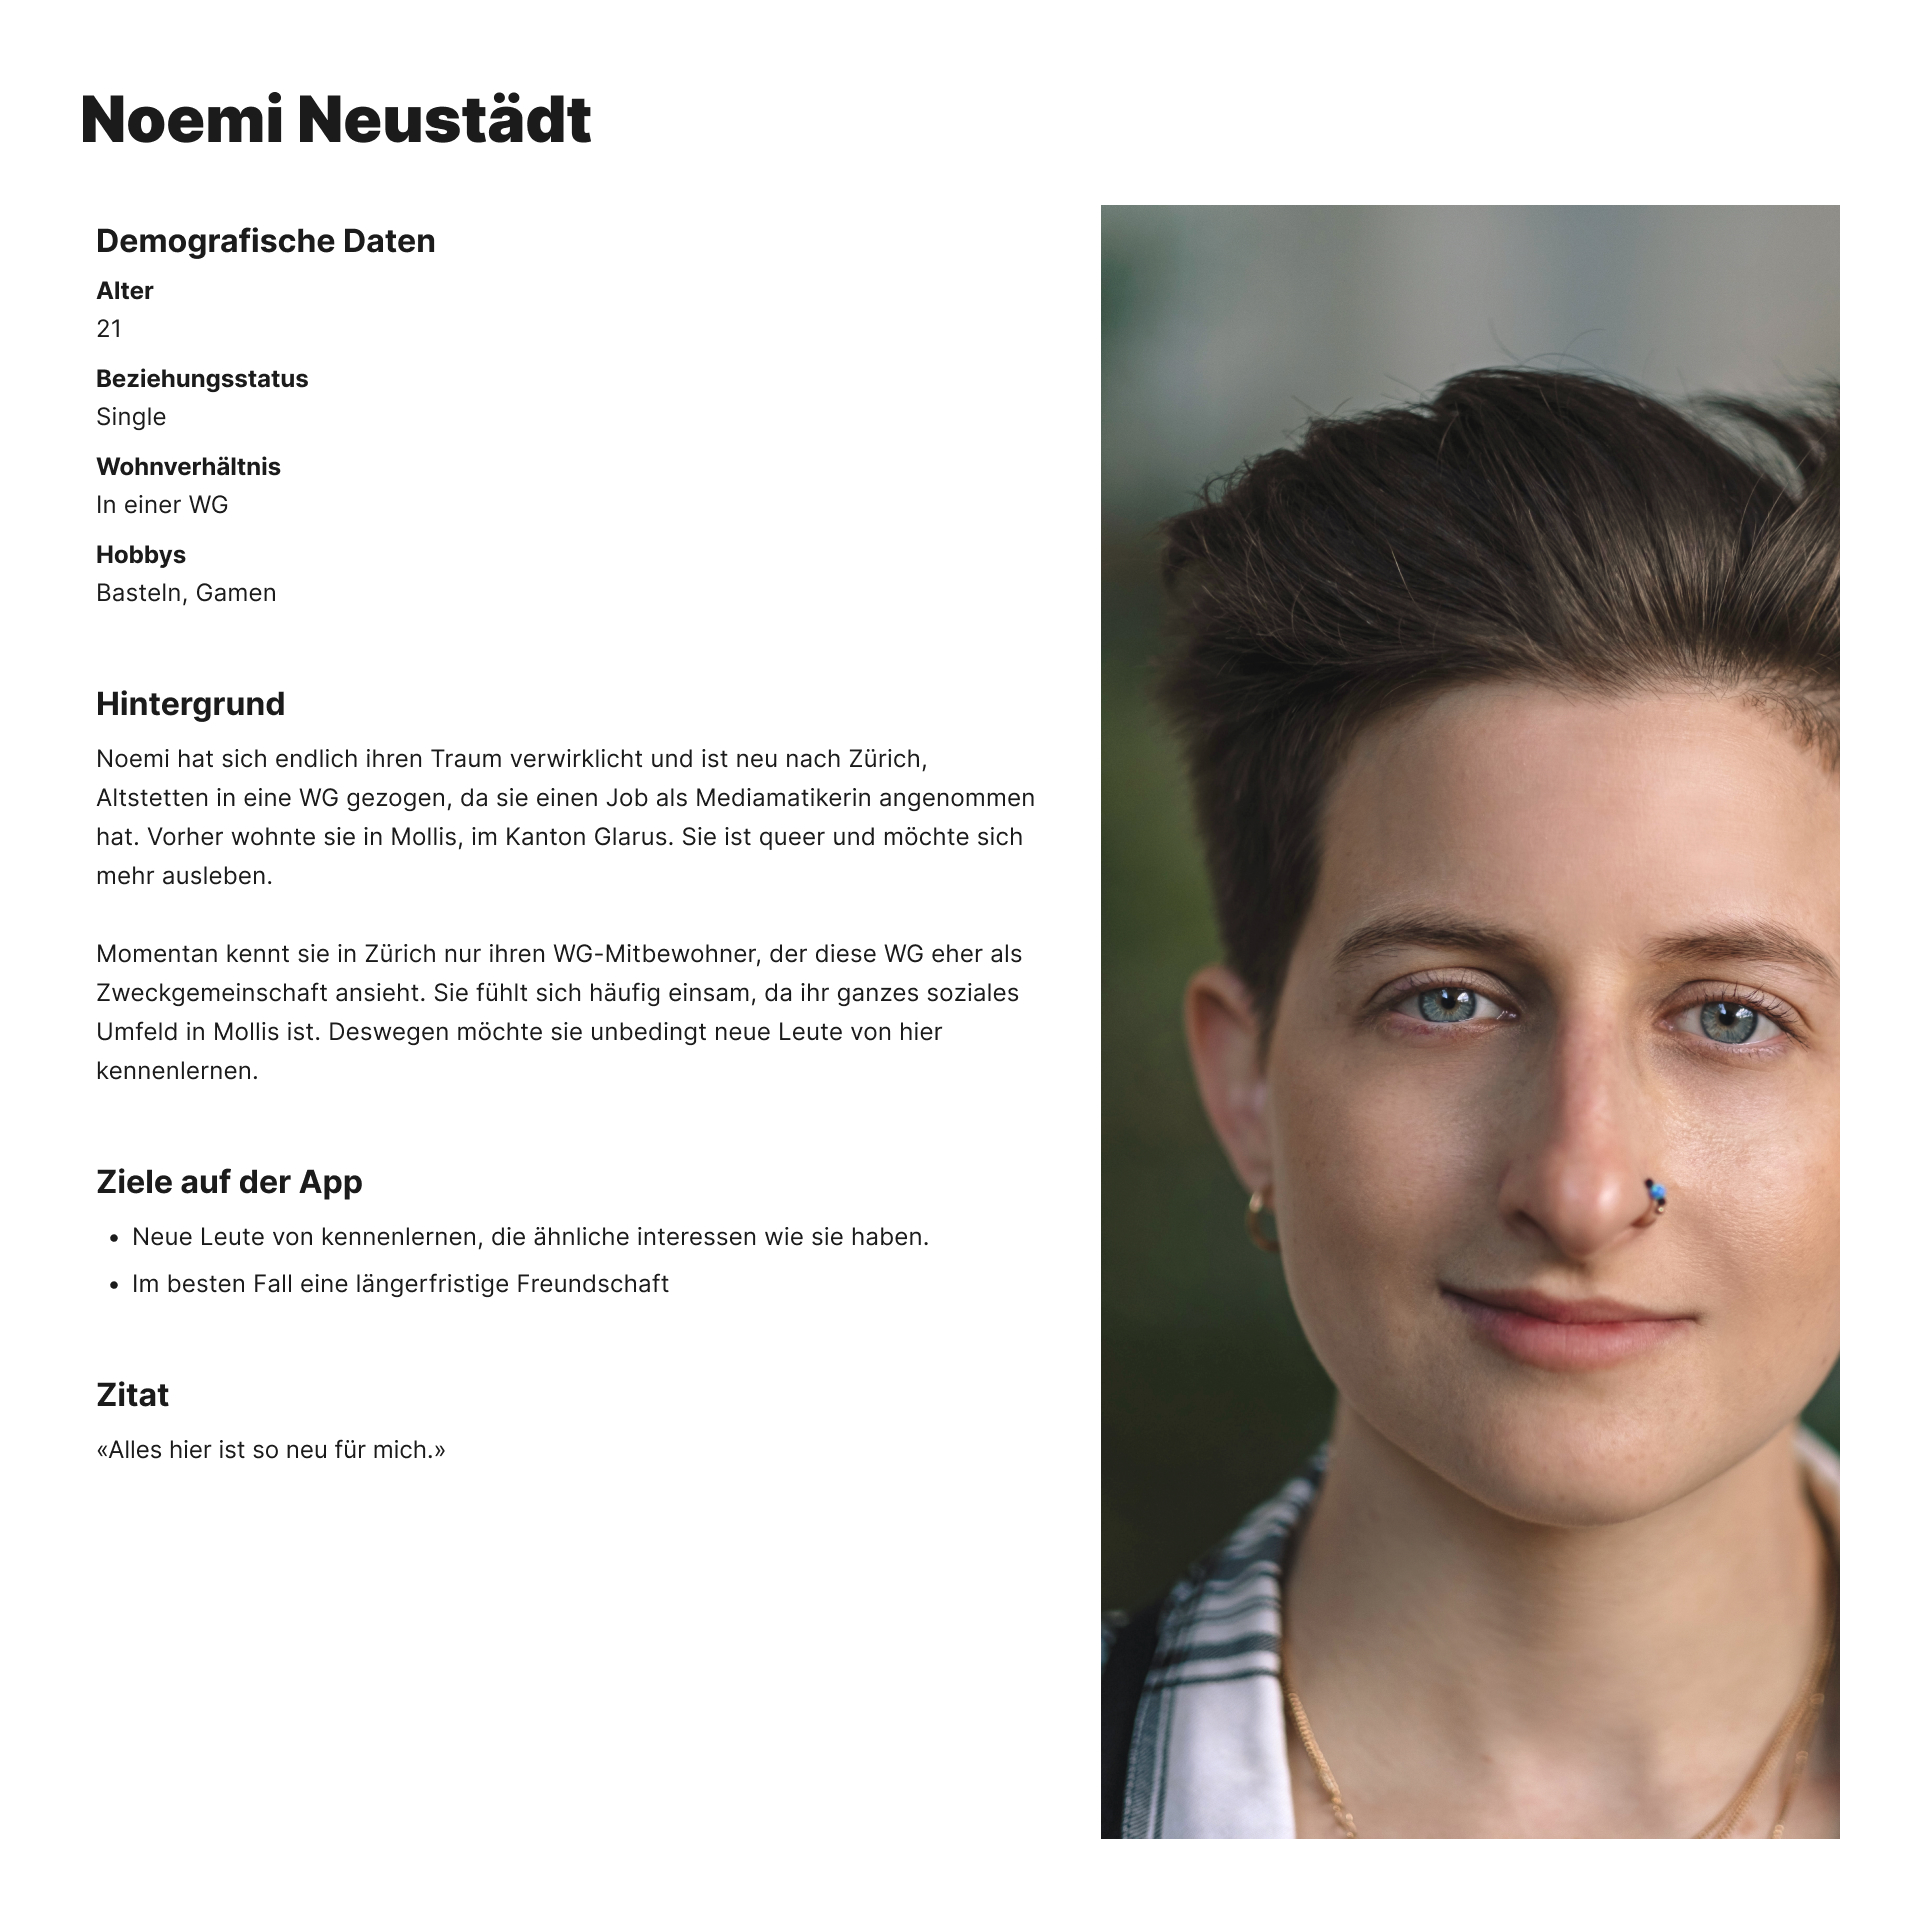 Noemi Neustädt
Demografische Daten
Alter
21
Beziehungsstatus
Single
Wohnverhältnis
In einer WG
Hobbys
Basteln, Gamen
Hintergrund
Noemi hat sich endlich ihren Traum verwirklicht und ist neu nach Zürich,
Altstetten in eine WG gezogen, da sie einen Job als Mediamatikerin angenommen
hat. Vorher wohnte sie in Mollis, im Kanton Glarus. Sie ist queer und möchte sich
mehr ausleben.
Momentan kennt sie in Zürich nur ihren WG-Mitbewohner, der diese WG eher als
Zweckgemeinschaft ansieht. Sie fühlt sich häufig einsam, da ihr ganzes soziales
Umfeld in Mollis ist. Deswegen möchte sie unbedingt neue Leute von hier
kennenlernen.
Ziele auf der App
• Neue Leute von kennenlernen, die ähnliche interessen wie sie haben.
• Im besten Fall eine längerfristige Freundschaft
Zitat
«Alles hier ist so neu für mich.»